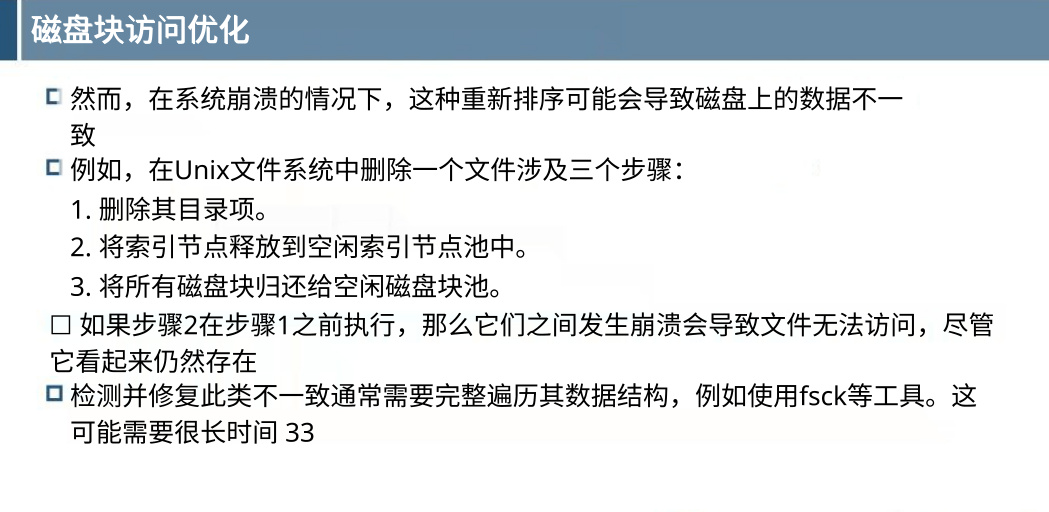 磁盘块访问优化
然而，在系统崩溃的情况下，这种重新排序可能会导致磁盘上的数据不一
致
例如，在Unix文件系统中删除一个文件涉及三个步骤：
1. 删除其目录项。
2. 将索引节点释放到空闲索引节点池中。
3. 将所有磁盘块归还给空闲磁盘块池。
□ 如果步骤2在步骤1之前执行，那么它们之间发生崩溃会导致文件无法访问，尽管
它看起来仍然存在
检测并修复此类不一致通常需要完整遍历其数据结构，例如使用fsck等工具。这
可能需要很长时间 33